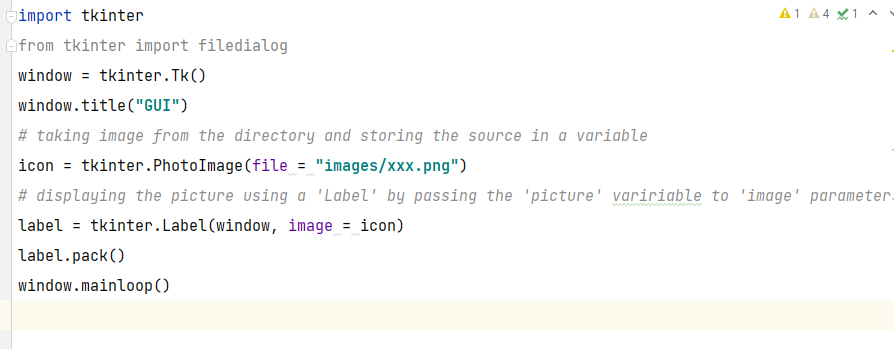 import tkinter
1 4 1
from tkinter import filedialog
window = tkinter.Tk()
window.title("GUI")
# taking image from the directory and storing the source in a variable
icon = tkinter.PhotoImage(file = "images/xxx.png")
# displaying the picture using a 'Label' by passing the 'picture' variriable to 'image' parameter
label = tkinter.Label(window, image = icon)
label.pack()
window.mainloop()